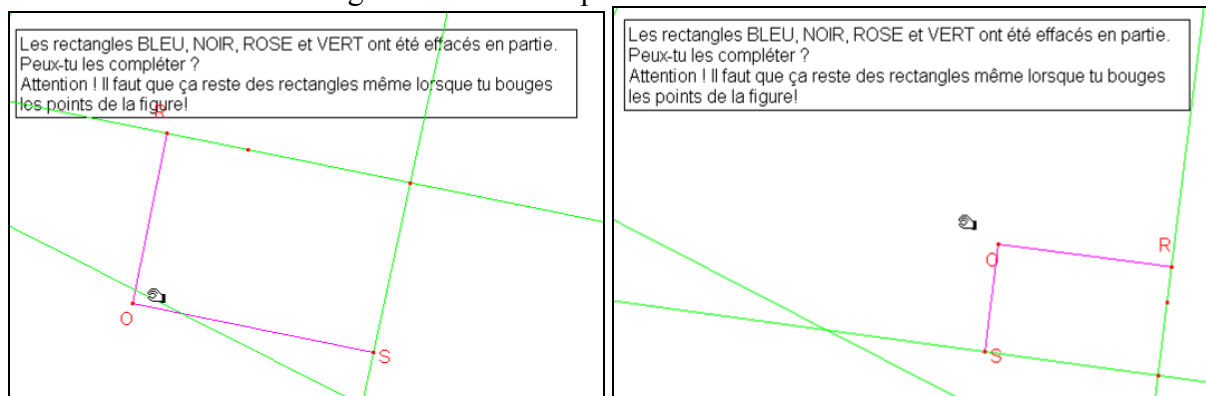 Les rectangles BLEU, NOIR, ROSE et VERT ont été effacés en partie.
Peux-tu les compléter ?
Attention ! Il faut que ça reste des rectangles même lorsque tu bouges
les points de la figure!
R
O
S
Les rectangles BLEU, NOIR, ROSE et VERT ont été effacés en partie.
Peux-tu les compléter ?
Attention ! Il faut que ça reste des rectangles même lorsque tu bouges
les points de la figure!
R
O
S